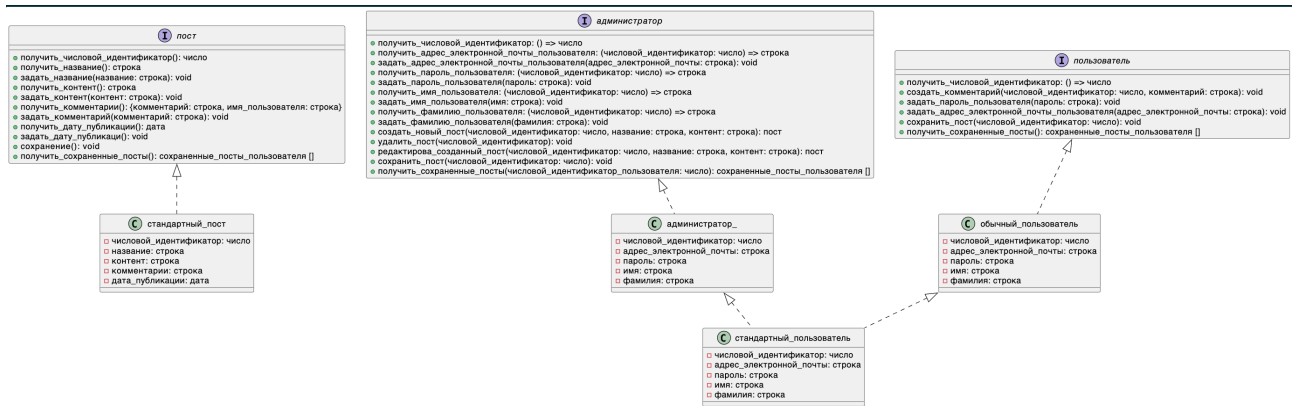 I пост
получить_числовой_идентификатор(): число
получить_название(): строка
задать_название(название: строка): void
получить_контент(): строка
задать_контент(контент: строка): void
получить_комментарии(): {комментарий: строка, имя_пользователя: строка}
задать_комментарий(комментарий: строка): void
получить_дату_публикации(): дата
задать_дату_публикаци(): void
сохранение(): void
получить_сохраненные_посты(): сохраненные_посты_пользователя []
I администратор
получить_числовой_идентификатор: () => число
получить_адрес_электронной_почты_пользователя: (числовой_идентификатор: число) => строка
задать_адрес_электронной_почты_пользователя(адрес_электронной_почты: строка): void
получить_пароль_пользователя: (числовой_идентификатор: число) => строка
задать_пароль_пользователя(пароль: строка): void
получить_имя_пользователя: (числовой_идентификатор: число) => строка
задать_имя_пользователя(имя: строка): void
получить_фамилию_пользователя: (числовой_идентификатор: число) => строка
задать_фамилию_пользователя(фамилия: строка): void
создать_новый_пост(числовой_идентификатор: число, название: строка, контент: строка): пост
удалить_пост(числовой_идентификатор): void
редактирова_созданный_пост(числовой_идентификатор: число, название: строка, контент: строка): пост
сохранить_пост(числовой_идентификатор: число): void
получить_сохраненные_посты(числовой_идентификатор_пользователя: число): сохраненные_посты_пользователя []
I пользователь
получить_числовой_идентификатор: () => число
создать_комментарий(числовой_идентификатор: число, комментарий: строка): void
задать_пароль_пользователя(пароль: строка): void
задать_адрес_электронной_почты_пользователя(адрес_электронной_почты: строка): void
сохранить_пост(числовой_идентификатор: число): void
получить_сохраненные_посты(): сохраненные_посты_пользователя []
C стандартный_пост
числовой_идентификатор: число
название: строка
контент: строка
комментарии: строка
дата_публикации: дата
C администратор_
числовой_идентификатор: число
адрес_электронной_почты: строка
пароль: строка
имя: строка
фамилия: строка
C обычный_пользователь
числовой_идентификатор: число
адрес_электронной_почты: строка
пароль: строка
имя: строка
фамилия: строка
C стандартный_пользователь
числовой_идентификатор: число
адрес_электронной_почты: строка
пароль: строка
имя: строка
фамилия: строка